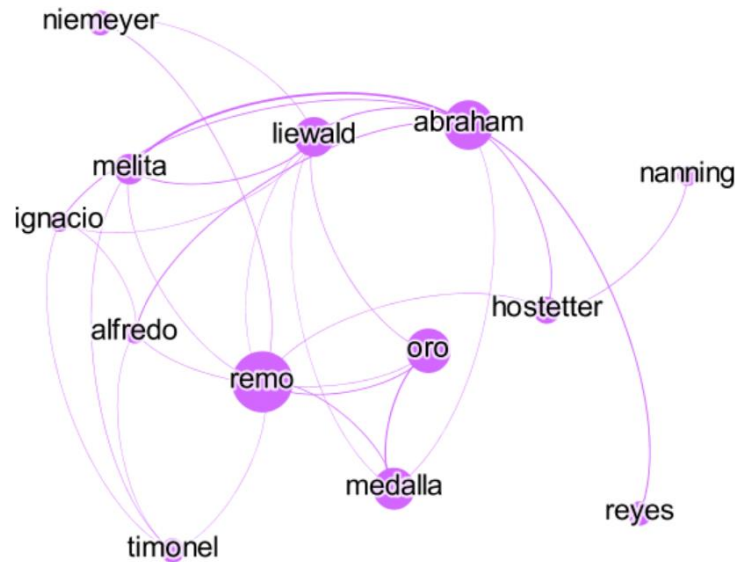 niemeyer
abraham
liewald
melita
nanning
ignacio
hostetter
alfredo
oro
remo
medalla
reyes
timonel